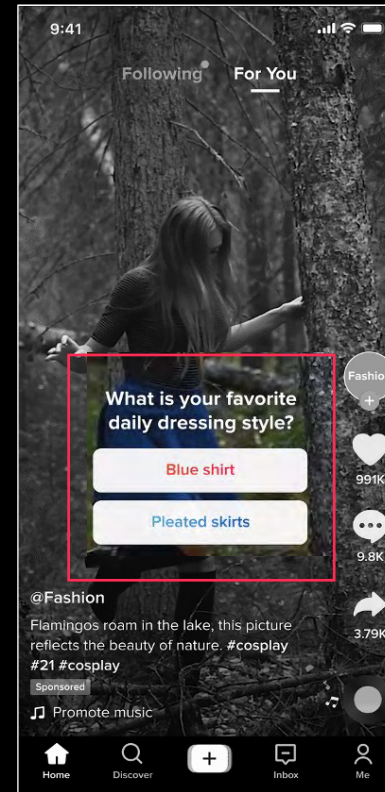 9:41
Following For You
What is your favorite
daily dressing style?
Blue shirt
Pleated skirts
Fashio
991K
9.8K
3.79K
@Fashion
Flamingos roam in the lake, this picture
reflects the beauty of nature. #cosplay
#21 #cosplay
Sponsored
Promote music
Home Discover Inbox Me